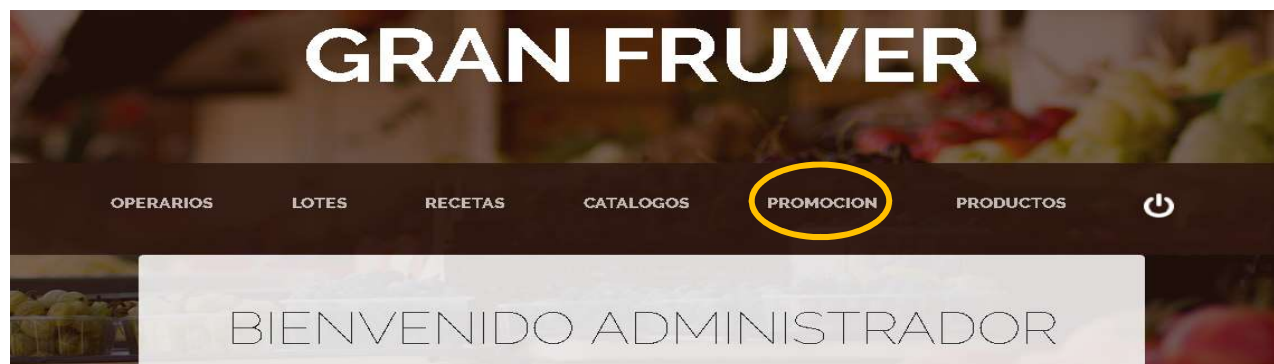 GRAN FRUVER
OPERARIOS LOTES RECETAS CATALOGOS PROMOCION PRODUCTOS
BIENVENIDO ADMINISTRADOR